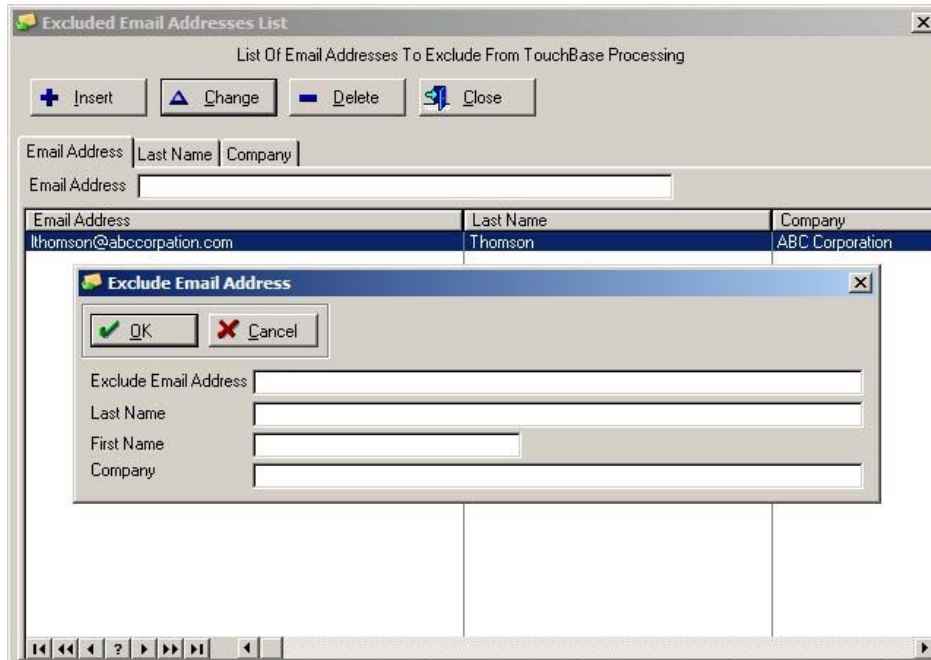 Excluded Email Addresses List
List Of Email Addresses To Exclude From TouchBase Processing
Insert Change Delete Close
Email Address Last Name Company
Email Address
Email Address Last Name Company
lthomson@abccorpation.com Thomson ABC Corporation
Exclude Email Address
OK Cancel
Exclude Email Address
Last Name
First Name
Company
?